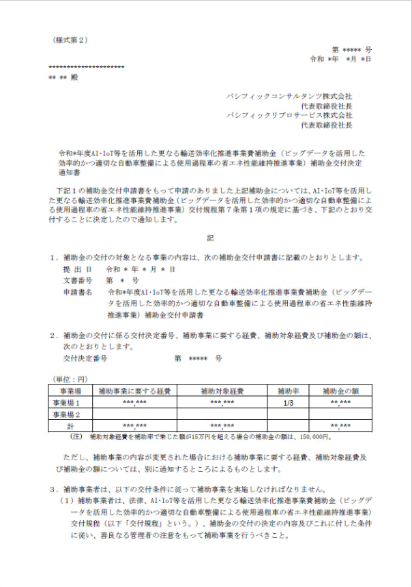 （様式第２）
第 ***** 号
令和 *年 *月 *日
*********************
** ** 殿
パシフィックコンサルタンツ株式会社
代表取締役社長
パシフィックリプロサービス株式会社
代表取締役社長
令和*年度AI・IoT等を活用した更なる輸送効率化推進事業費補助金（ビッグデータを活用した
効率的かつ適切な自動車整備による使用過程車の省エネ性能維持推進事業）補助金交付決定
通知書
下記１の補助金交付申請書をもって申請のありました上記補助金については、AI・IoT等を活用し
た更なる輸送効率化推進事業費補助金（ビッグデータを活用した効率的かつ適切な自動車整備によ
る使用過程車の省エネ性能維持推進事業）交付規程第７条第１項の規定に基づき、下記のとおり交
付することに決定したので通知します。
記
１．補助金の交付の対象となる事業の内容は、次の補助金交付申請書に記載のとおりとします。
提 出 日 令和 * 年 * 月 * 日
文書番号 第 * 号
申請書名 令和*年度AI・IoT等を活用した更なる輸送効率化推進事業費補助金（ビッグデー
タを活用した効率的かつ適切な自動車整備による使用過程車の省エネ性能維持
推進事業）補助金交付申請書
２．補助金の交付に係る交付決定番号、補助事業に要する経費、補助対象経費及び補助金の額は、
次のとおりとします。
交付決定番号 第 ***** 号
（単位：円）
事業場 補助事業に要する経費 補助対象経費 補助率 補助金の額
事業場１ ***,*** ***,*** 1/3 **,***
事業場２
計 ***,*** ***,*** **,***
（注） 補助対象経費を補助率で乗じた額が15万円を超える場合の補助金の額は、150,000円。
ただし、補助事業の内容が変更された場合における補助事業に要する経費、補助対象経費及
び補助金の額については、別に通知するところによるものとします。
３．補助事業者は、以下の交付条件に従って補助事業を実施しなければなりません。
（１）補助事業者は、法律、AI・IoT等を活用した更なる輸送効率化推進事業費補助金（ビッグデ
ータを活用した効率的かつ適切な自動車整備による使用過程車の省エネ性能維持推進事業）
交付規程（以下「交付規程」という。）、補助金の交付の決定の内容及びこれに付した条件
に従い、善良なる管理者の注意をもって補助事業を行うべきこと。